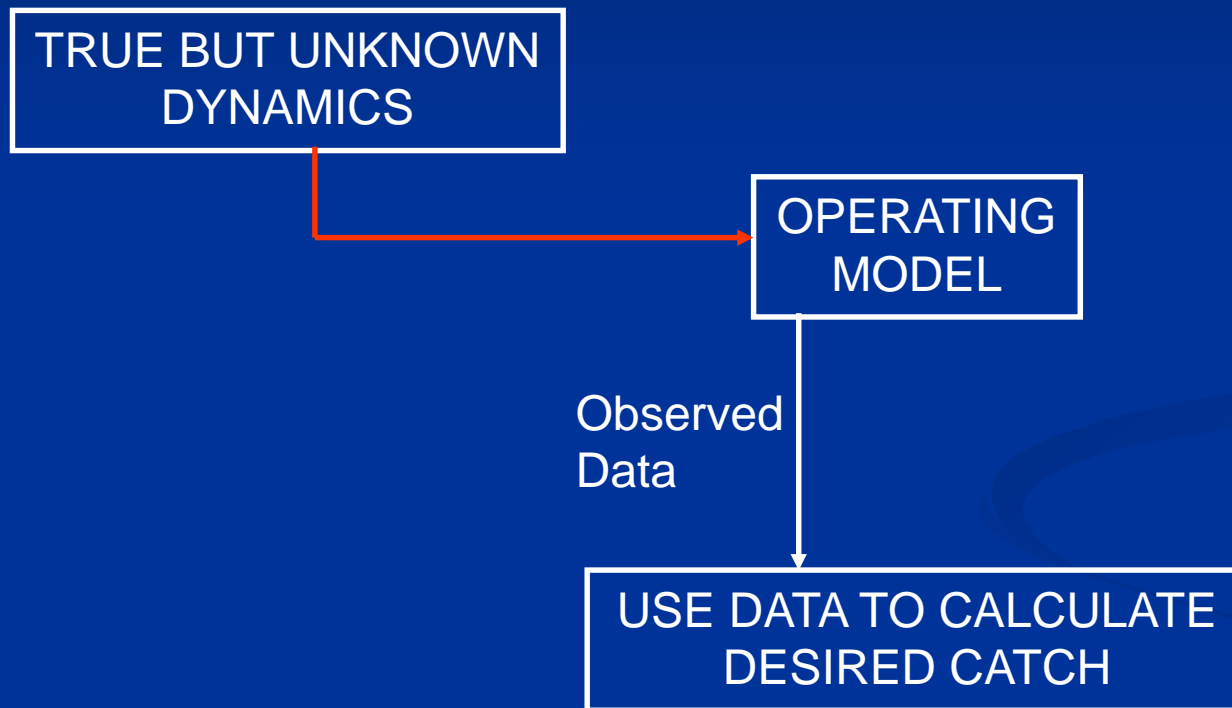 TRUE BUT UNKNOWN
DYNAMICS
OPERATING
MODEL
Observed
Data
USE DATA TO CALCULATE
DESIRED CATCH